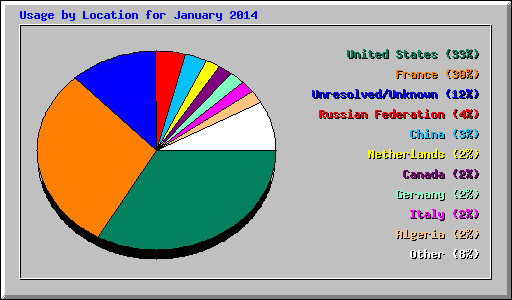 Usage by Location for January 2014
United States (33%)
France (30%)
Unresolved/Unknown (12%)
Russian Federation (4%)
China (3%)
Netherlands (2%)
Canada (2%)
Germany (2%)
Italy (2%)
Algeria (2%)
Other (8%)